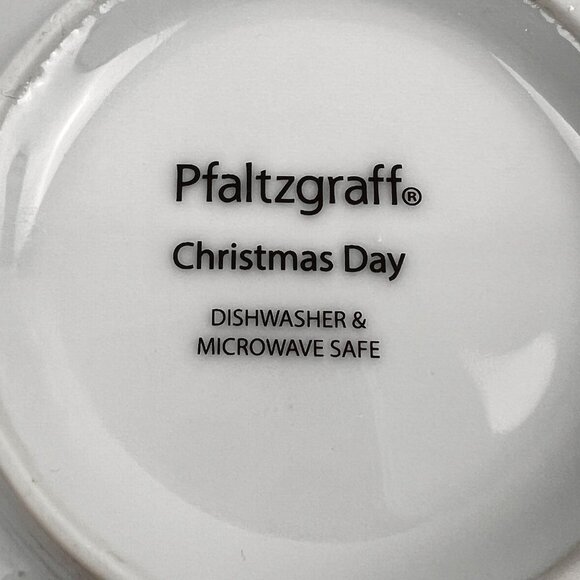 Pfaltzgraff®
Christmas Day
DISHWASHER &
MICROWAVE SAFE